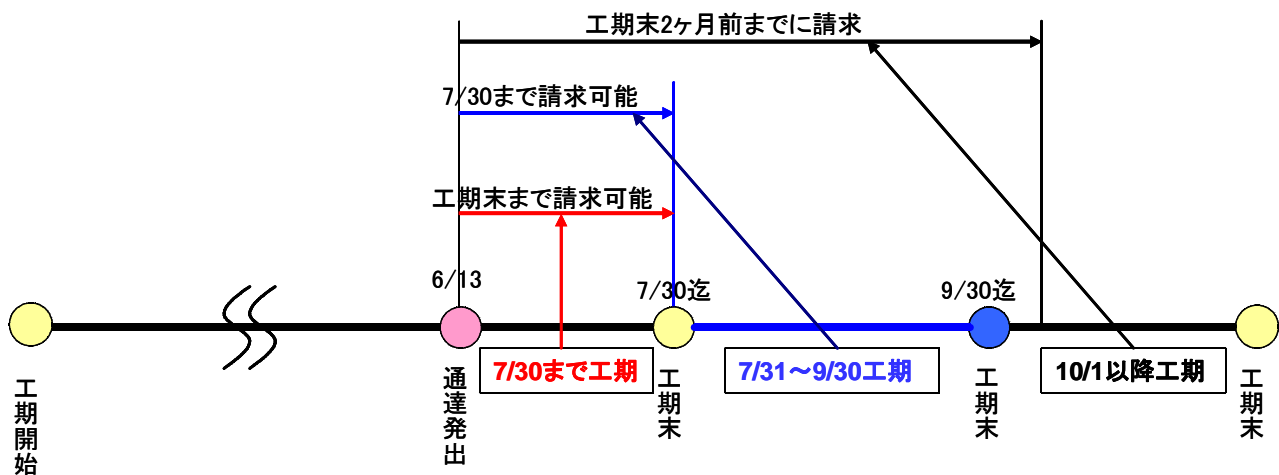 工期末2ヶ月前までに請求
7/30まで請求可能
工期末まで請求可能
6/13
7/30迄
9/30迄
7/30まで工期
7/31～9/30工期
10/1以降工期
工期開始
通達発出
工期末
工期末
工期末